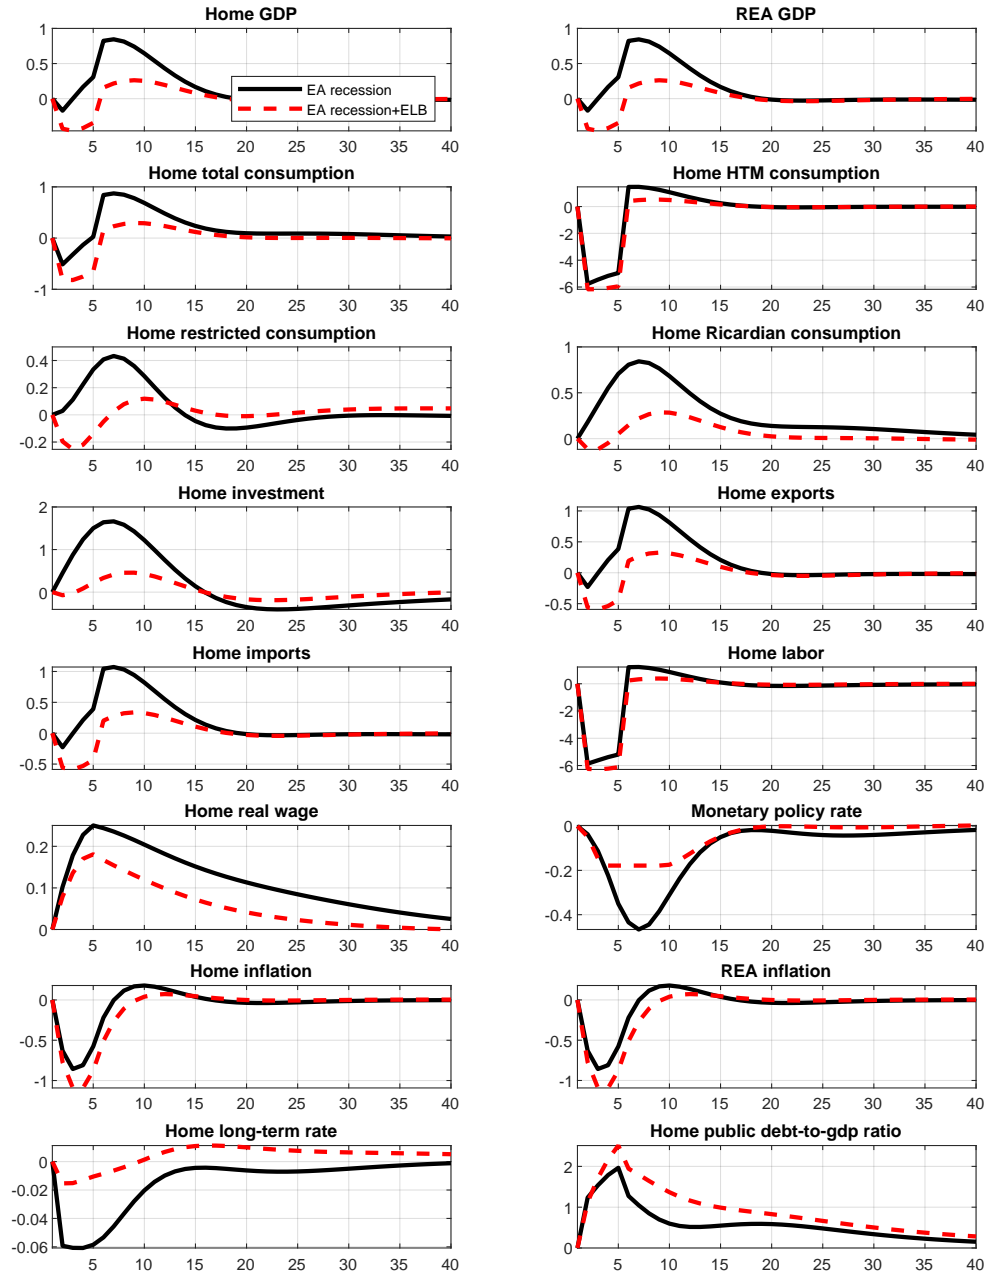 Home GDP
1
0.5
0
EA recession
EA recession+ELB
5 10 15 20 25 30 35 40
REA GDP
1
0.5
0
5 10 15 20 25 30 35 40
Home total consumption
1
0
-1
5 10 15 20 25 30 35 40
Home HTM consumption
0
-2
-4
-6
5 10 15 20 25 30 35 40
Home restricted consumption
0.4
0.2
0
-0.2
5 10 15 20 25 30 35 40
Home Ricardian consumption
1
0.5
0
5 10 15 20 25 30 35 40
Home investment
2
1
0
5 10 15 20 25 30 35 40
Home exports
1
0.5
0
-0.5
5 10 15 20 25 30 35 40
Home imports
1
0.5
0
-0.5
5 10 15 20 25 30 35 40
Home labor
0
-2
-4
-6
5 10 15 20 25 30 35 40
Home real wage
0.2
0.1
0
5 10 15 20 25 30 35 40
Monetary policy rate
0
-0.2
-0.4
5 10 15 20 25 30 35 40
Home inflation
0
-0.5
-1
5 10 15 20 25 30 35 40
REA inflation
0
-0.5
-1
5 10 15 20 25 30 35 40
Home long-term rate
0
-0.02
-0.04
-0.06
5 10 15 20 25 30 35 40
Home public debt-to-gdp ratio
2
1
0
5 10 15 20 25 30 35 40